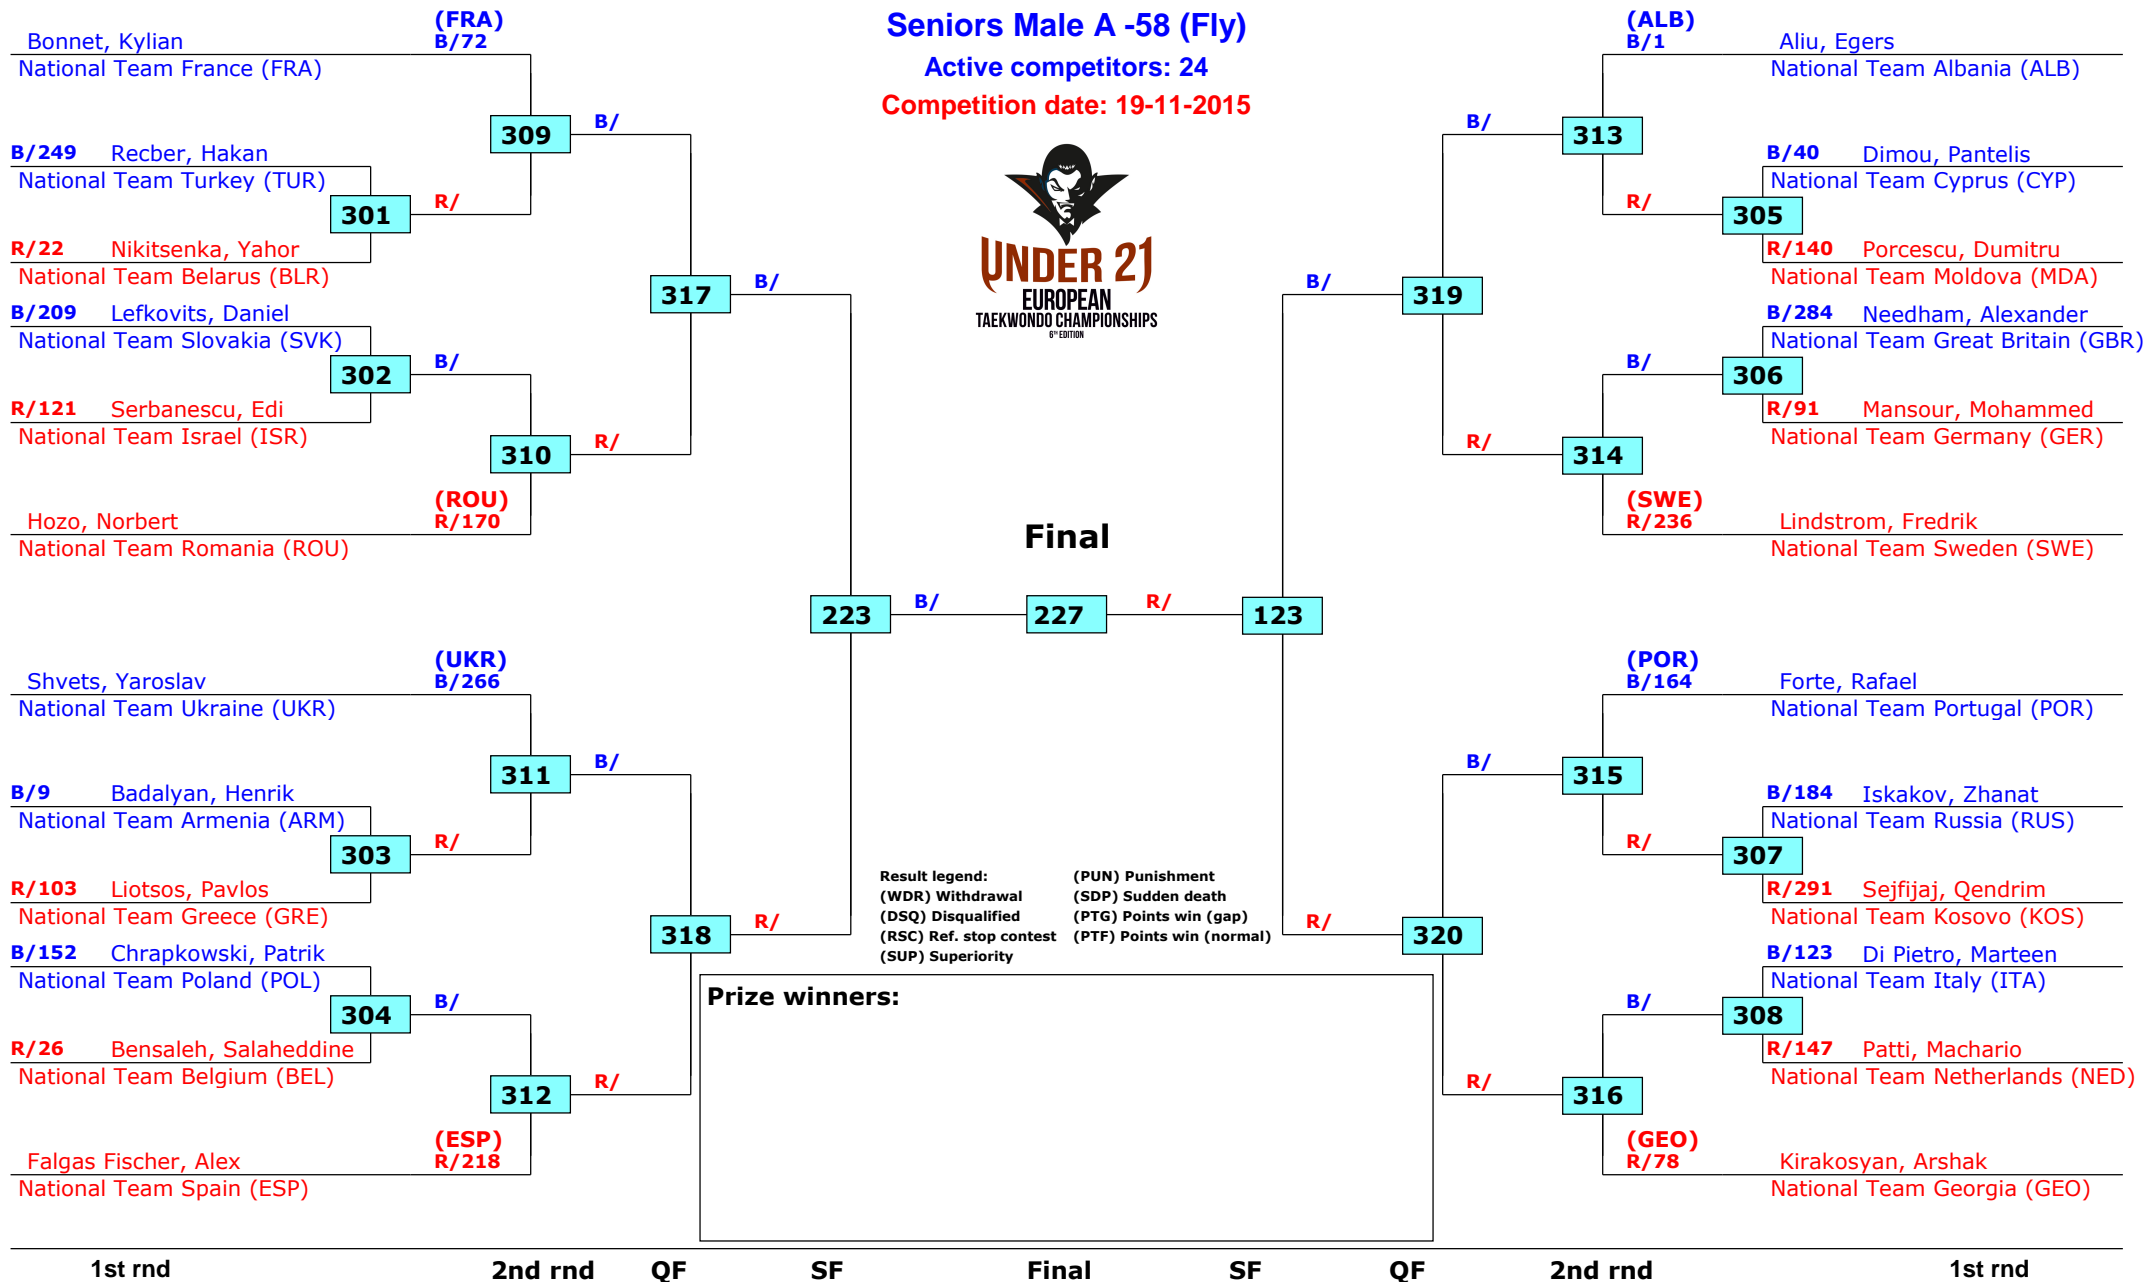 Seniors Male A -58 (Fly)
Active competitors: 24
Competition date: 19-11-2015
UNDER 21
EUROPEAN
TAEKWONDO CHAMPIONSHIPS
6TH EDITION
(FRA)
Bonnet, Kylian B/72
National Team France (FRA)
309 B/
B/249 Recber, Hakan
National Team Turkey (TUR)
301 R/
R/22 Nikitsenka, Yahor
National Team Belarus (BLR)
317 B/
B/209 Lefkovits, Daniel
National Team Slovakia (SVK)
302 B/
R/121 Serbanescu, Edi
National Team Israel (ISR)
310 R/
(ROU)
Hozo, Norbert R/170
National Team Romania (ROU)
Final
223 B/ 227 R/ 123
(UKR)
Shvets, Yaroslav B/266
National Team Ukraine (UKR)
311 B/
B/9 Badalyan, Henrik
National Team Armenia (ARM)
303 R/
R/103 Liotsos, Pavlos
National Team Greece (GRE)
318 R/
B/152 Chrapkowski, Patrik
National Team Poland (POL)
304 B/
R/26 Bensaleh, Salaheddine
National Team Belgium (BEL)
312 R/
(ESP)
Falgas Fischer, Alex R/218
National Team Spain (ESP)
(ALB)
B/1 Aliu, Egers
National Team Albania (ALB)
B/ 313
B/40 Dimou, Pantelis
National Team Cyprus (CYP)
R/ 305
R/140 Porcescu, Dumitru
National Team Moldova (MDA)
B/ 319
B/284 Needham, Alexander
National Team Great Britain (GBR)
B/ 306
R/91 Mansour, Mohammed
National Team Germany (GER)
R/ 314
(SWE)
R/236 Lindstrom, Fredrik
National Team Sweden (SWE)
(POR)
B/164 Forte, Rafael
National Team Portugal (POR)
B/ 315
B/184 Iskakov, Zhanat
National Team Russia (RUS)
R/ 307
R/291 Sejfijaj, Qendrim
National Team Kosovo (KOS)
R/ 320
B/123 Di Pietro, Marteen
National Team Italy (ITA)
B/ 308
R/147 Patti, Machario
National Team Netherlands (NED)
R/ 316
(GEO)
R/78 Kirakosyan, Arshak
National Team Georgia (GEO)
Result legend: (PUN) Punishment
(WDR) Withdrawal (SDP) Sudden death
(DSQ) Disqualified (PTG) Points win (gap)
(RSC) Ref. stop contest (PTF) Points win (normal)
(SUP) Superiority
Prize winners:
1st rnd 2nd rnd QF SF Final SF QF 2nd rnd 1st rnd